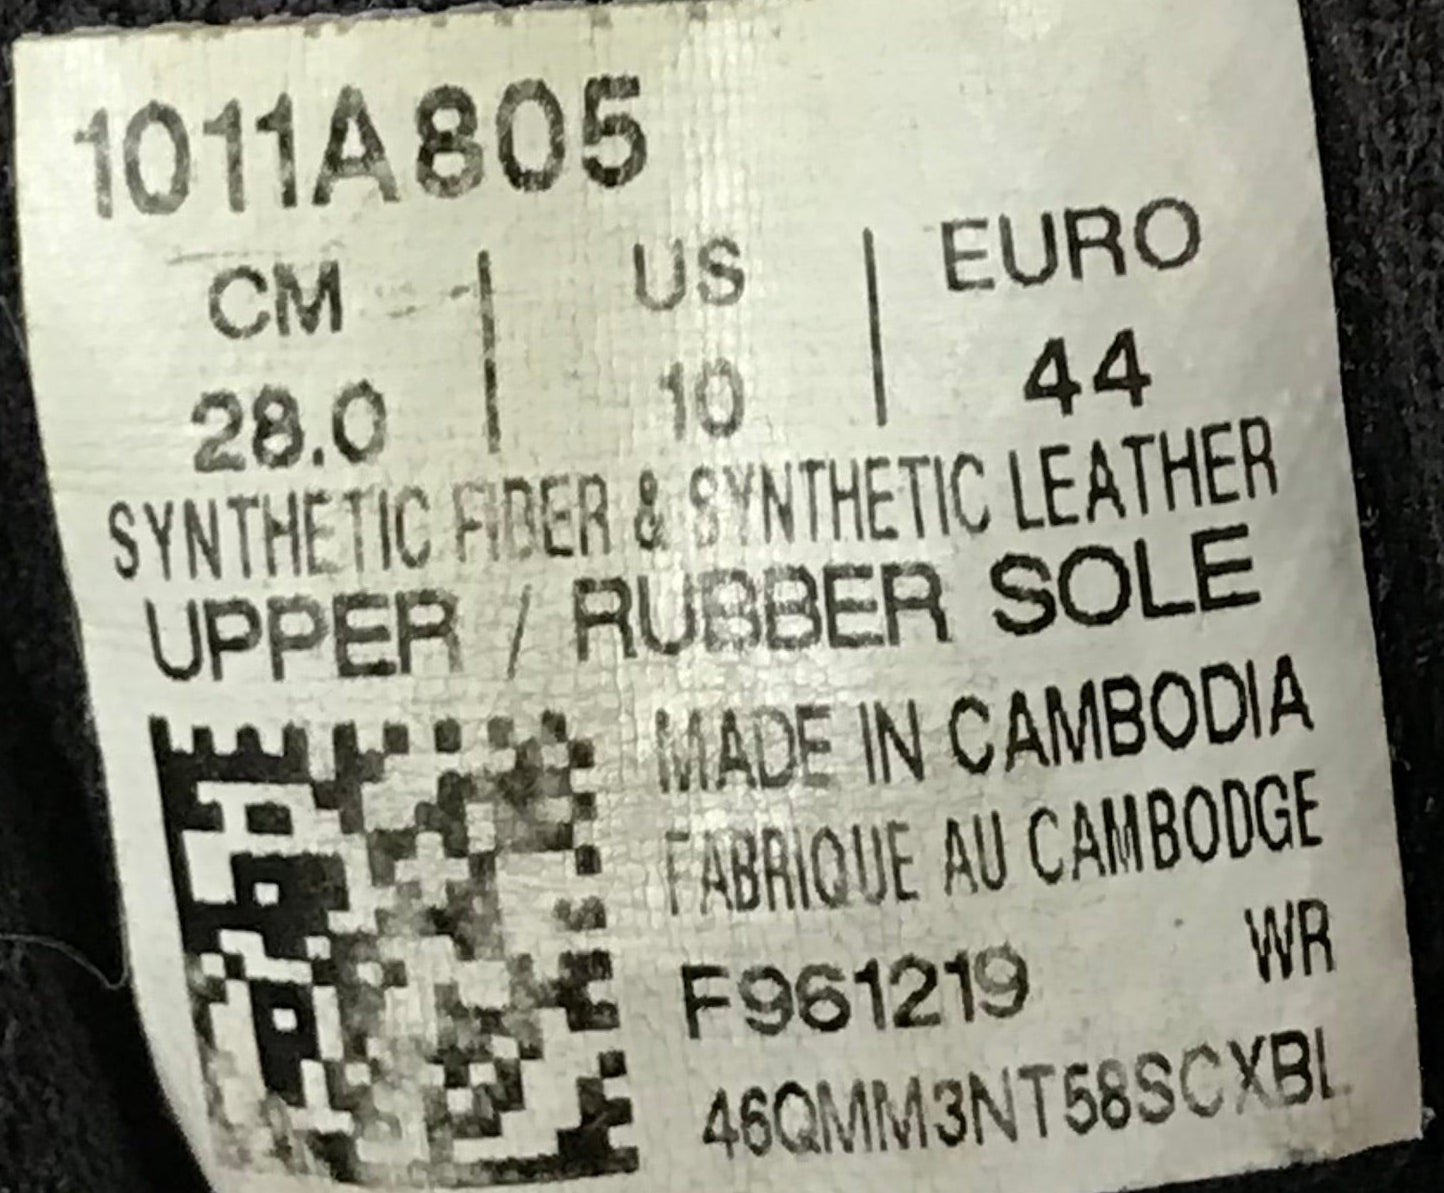 1011A805
CM | US | EURO
28.0 | 10 | 44
SYNTHETIC FIBER & SYNTHETIC LEATHER
UPPER / RUBBER SOLE
MADE IN CAMBODIA
FABRIQUE AU CAMBODGE
WR
F961219
46QMM3NT58SCXBL